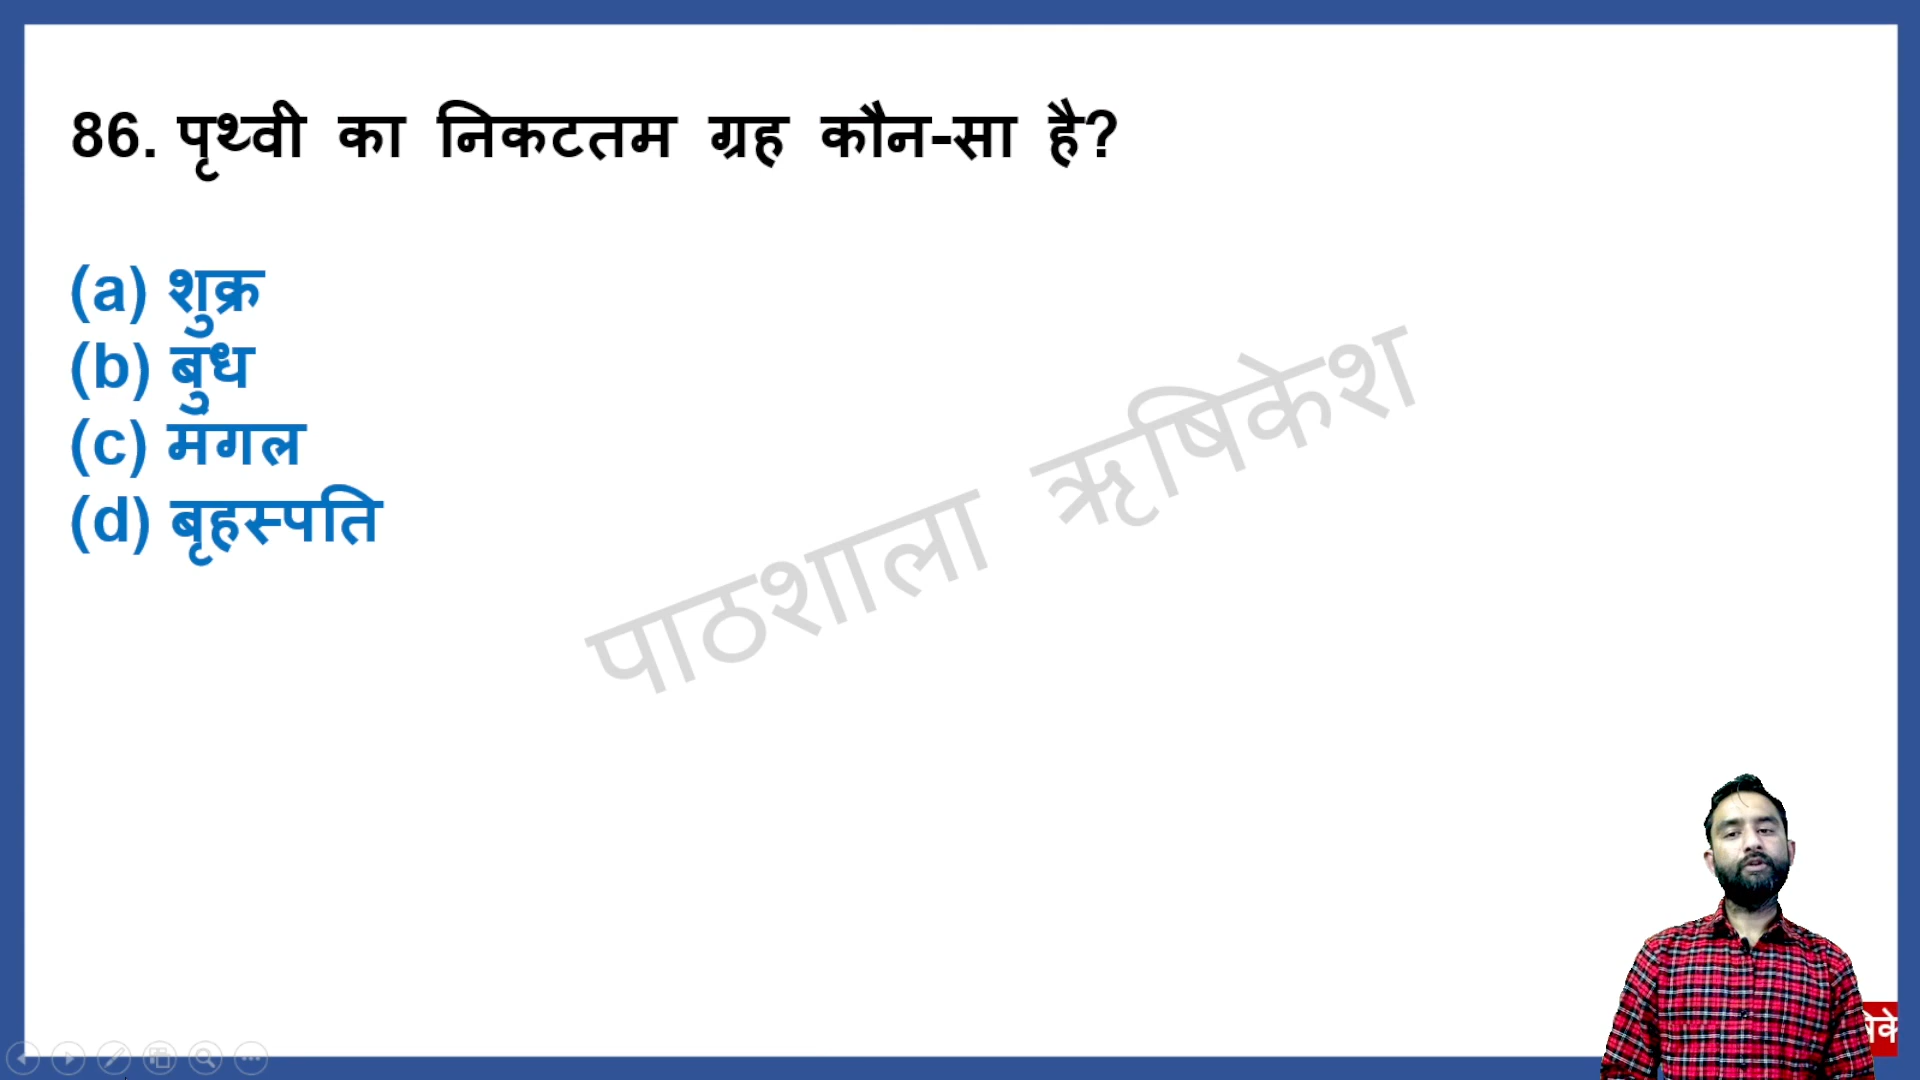 86. पृथ्वी का निकटतम ग्रह कौन-सा है?
(a) शुक्र
(b) बुध
(c) मंगल
(d) बृहस्पति
पाठशाला ऋषिकेश